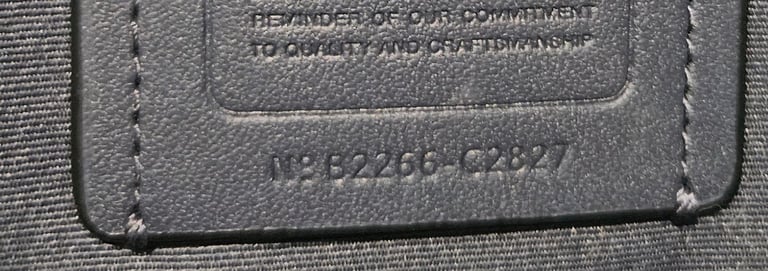 REMINDER OF OUR COMMITMENT
TO QUALITY AND CRAFTSMANSHIP
Nº B2266-C2827